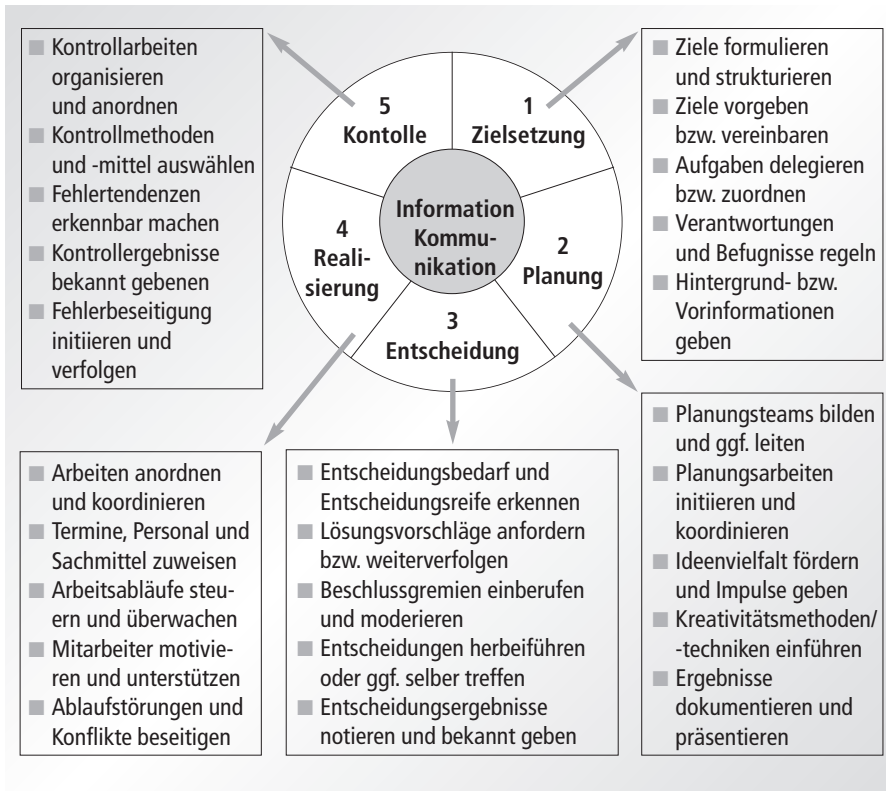 1
Zielsetzung
2
Planung
3
Entscheidung
4
Reali-
sierung
5
Kontolle
Information
Kommu-
nikation
■ Ziele formulieren
und strukturieren
■ Ziele vorgeben
bzw. vereinbaren
■ Aufgaben delegieren
bzw. zuordnen
■ Verantwortungen
und Befugnisse regeln
■ Hintergrund- bzw.
Vorinformationen
geben
■ Planungsteams bilden
und ggf. leiten
■ Planungsarbeiten
initiieren und
koordinieren
■ Ideenvielfalt fördern
und Impulse geben
■ Kreativitätsmethoden/
-techniken einführen
■ Ergebnisse
dokumentieren und
präsentieren
■ Entscheidungsbedarf und
Entscheidungsreife erkennen
■ Lösungsvorschläge anfordern
bzw. weiterverfolgen
■ Beschlussgremien einberufen
und moderieren
■ Entscheidungen herbeiführen
oder ggf. selber treffen
■ Entscheidungsergebnisse
notieren und bekannt geben
■ Arbeiten anordnen
und koordinieren
■ Termine, Personal und
Sachmittel zuweisen
■ Arbeitsabläufe steu-
ern und überwachen
■ Mitarbeiter motivie-
ren und unterstützen
■ Ablaufstörungen und
Konflikte beseitigen
■ Kontrollarbeiten
organisieren
und anordnen
■ Kontrollmethoden
und -mittel auswählen
■ Fehlertendenzen
erkennbar machen
■ Kontrollergebnisse
bekannt gebenen
■ Fehlerbeseitigung
initiieren und
verfolgen